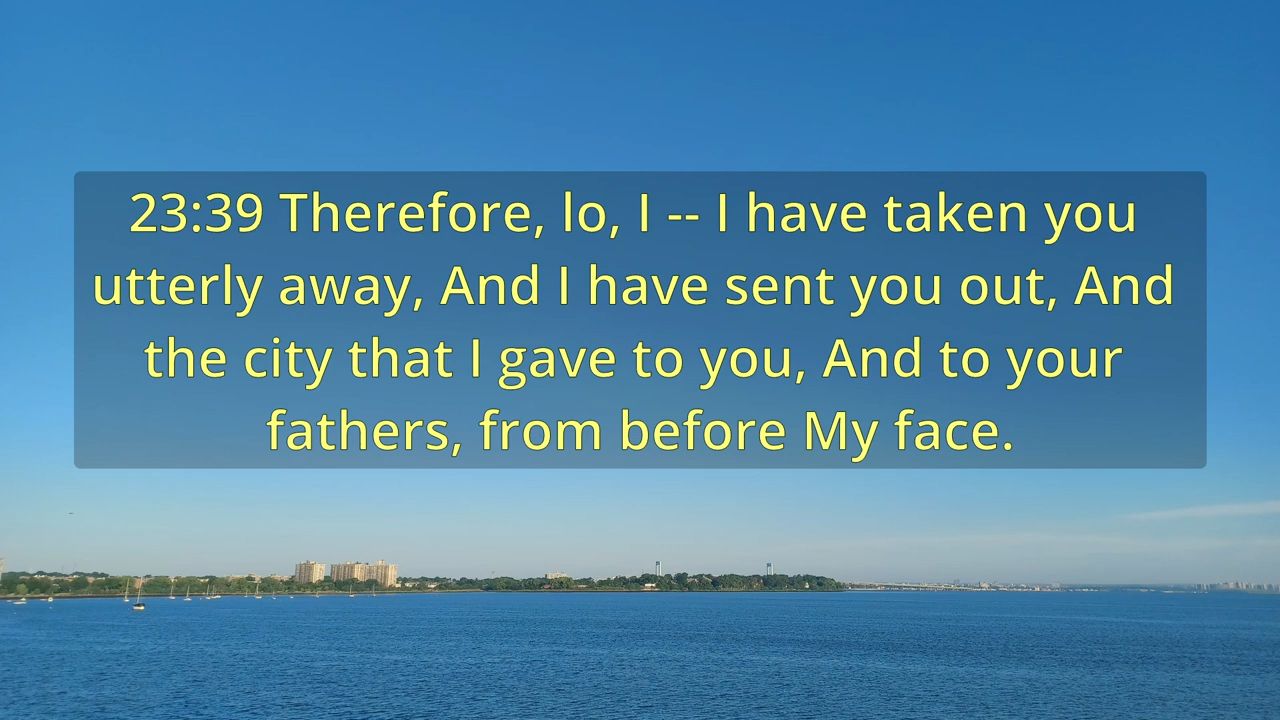 23:39 Therefore, lo, I -- I have taken you
utterly away, And I have sent you out, And
the city that I gave to you, And to your
fathers, from before My face.